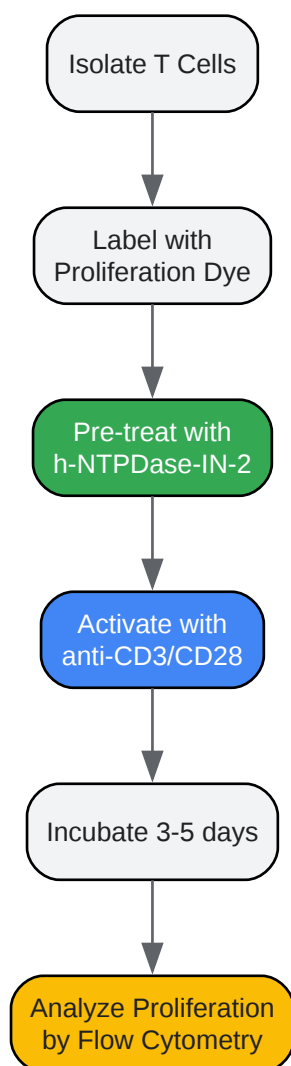 Isolate T Cells
Label with
Proliferation Dye
Pre-treat with
h-NTPDase-IN-2
Activate with
anti-CD3/CD28
Incubate 3-5 days
Analyze Proliferation
by Flow Cytometry